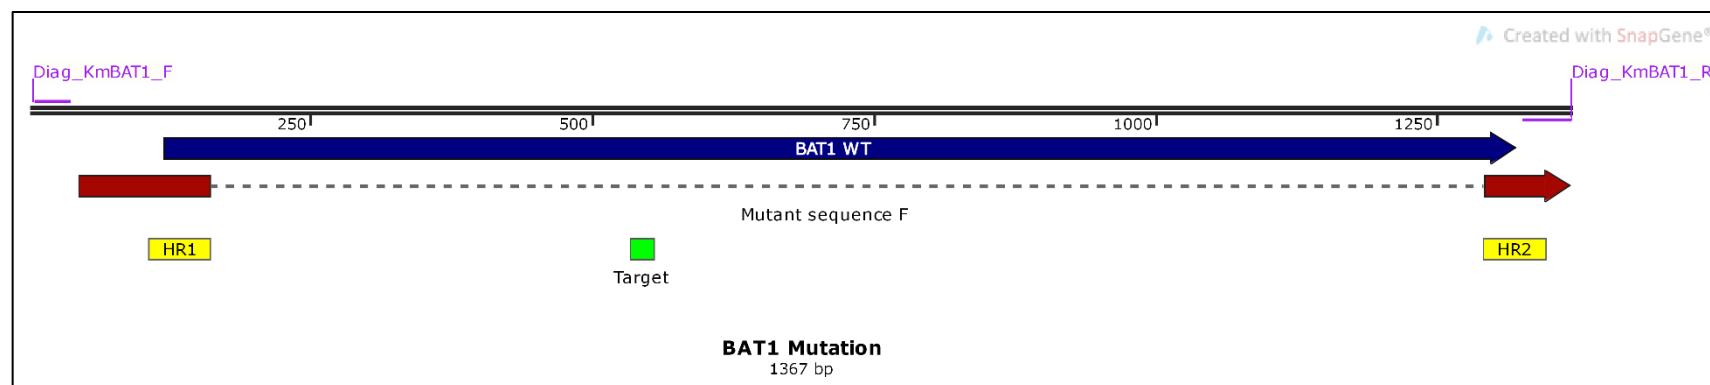 Created with SnapGene®
Diag_KmBAT1_F
Diag_KmBAT1_R
250
500
750
1000
1250
BAT1 WT
Mutant sequence F
HR1
HR2
Target
BAT1 Mutation
1367 bp